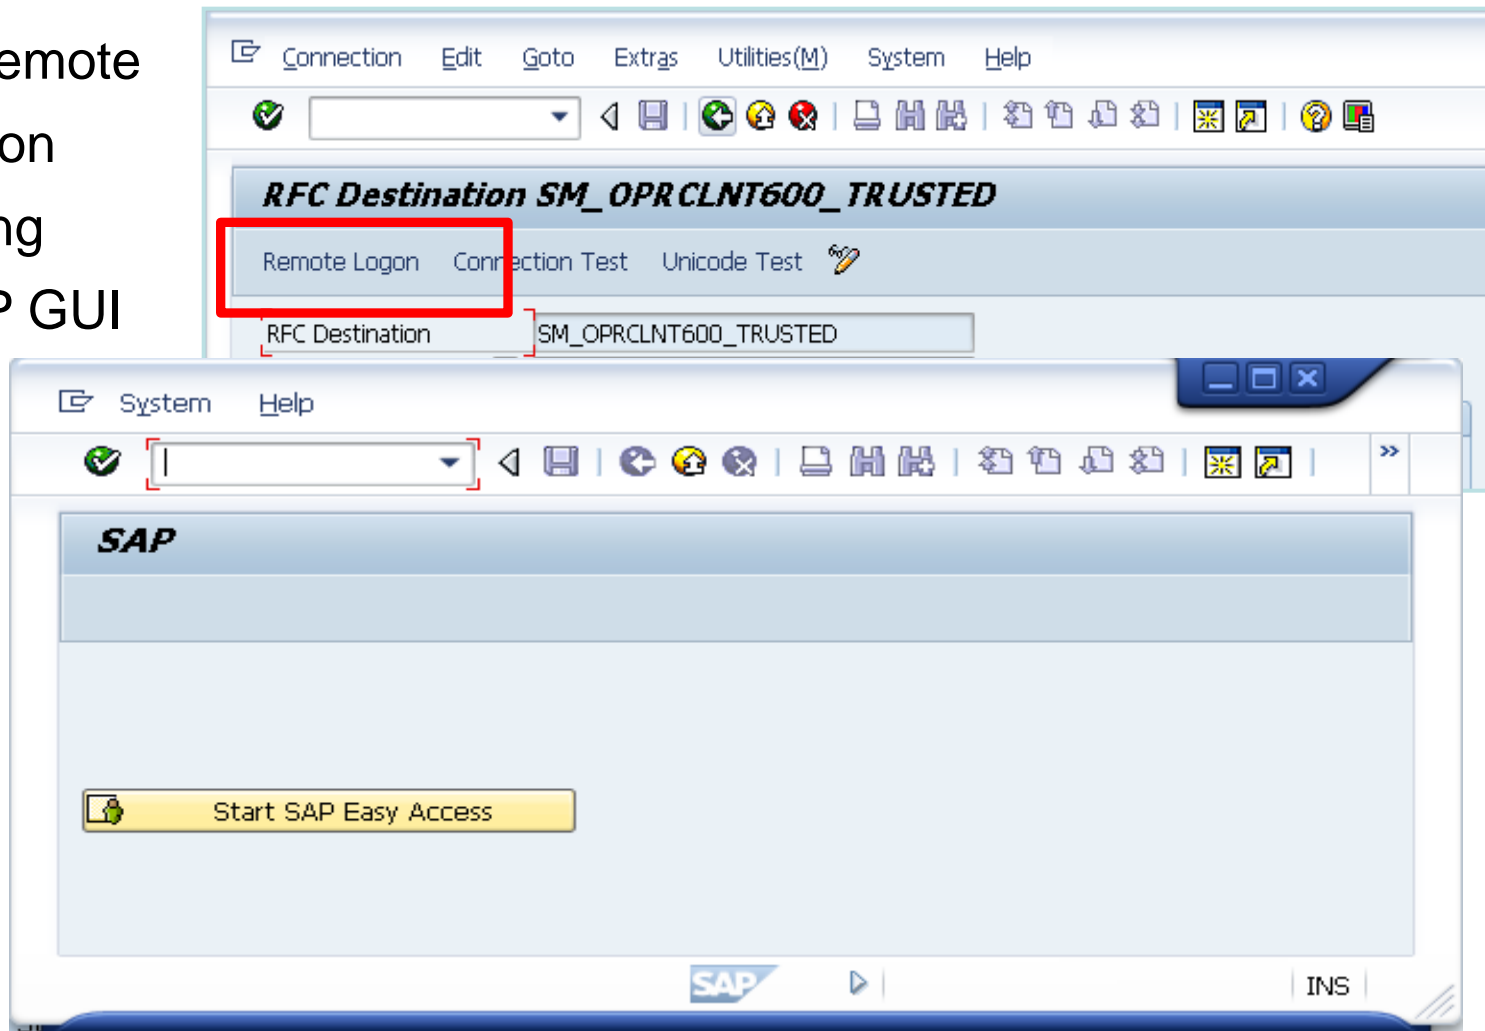 emote
on
ng
P GUI
Connection Edit Goto Extras Utilities(M) System Help
RFC Destination SM_OPRCLNT600_TRUSTED
Remote Logon Connection Test Unicode Test
RFC Destination SM_OPRCLNT600_TRUSTED
System Help
SAP
Start SAP Easy Access
SAP INS